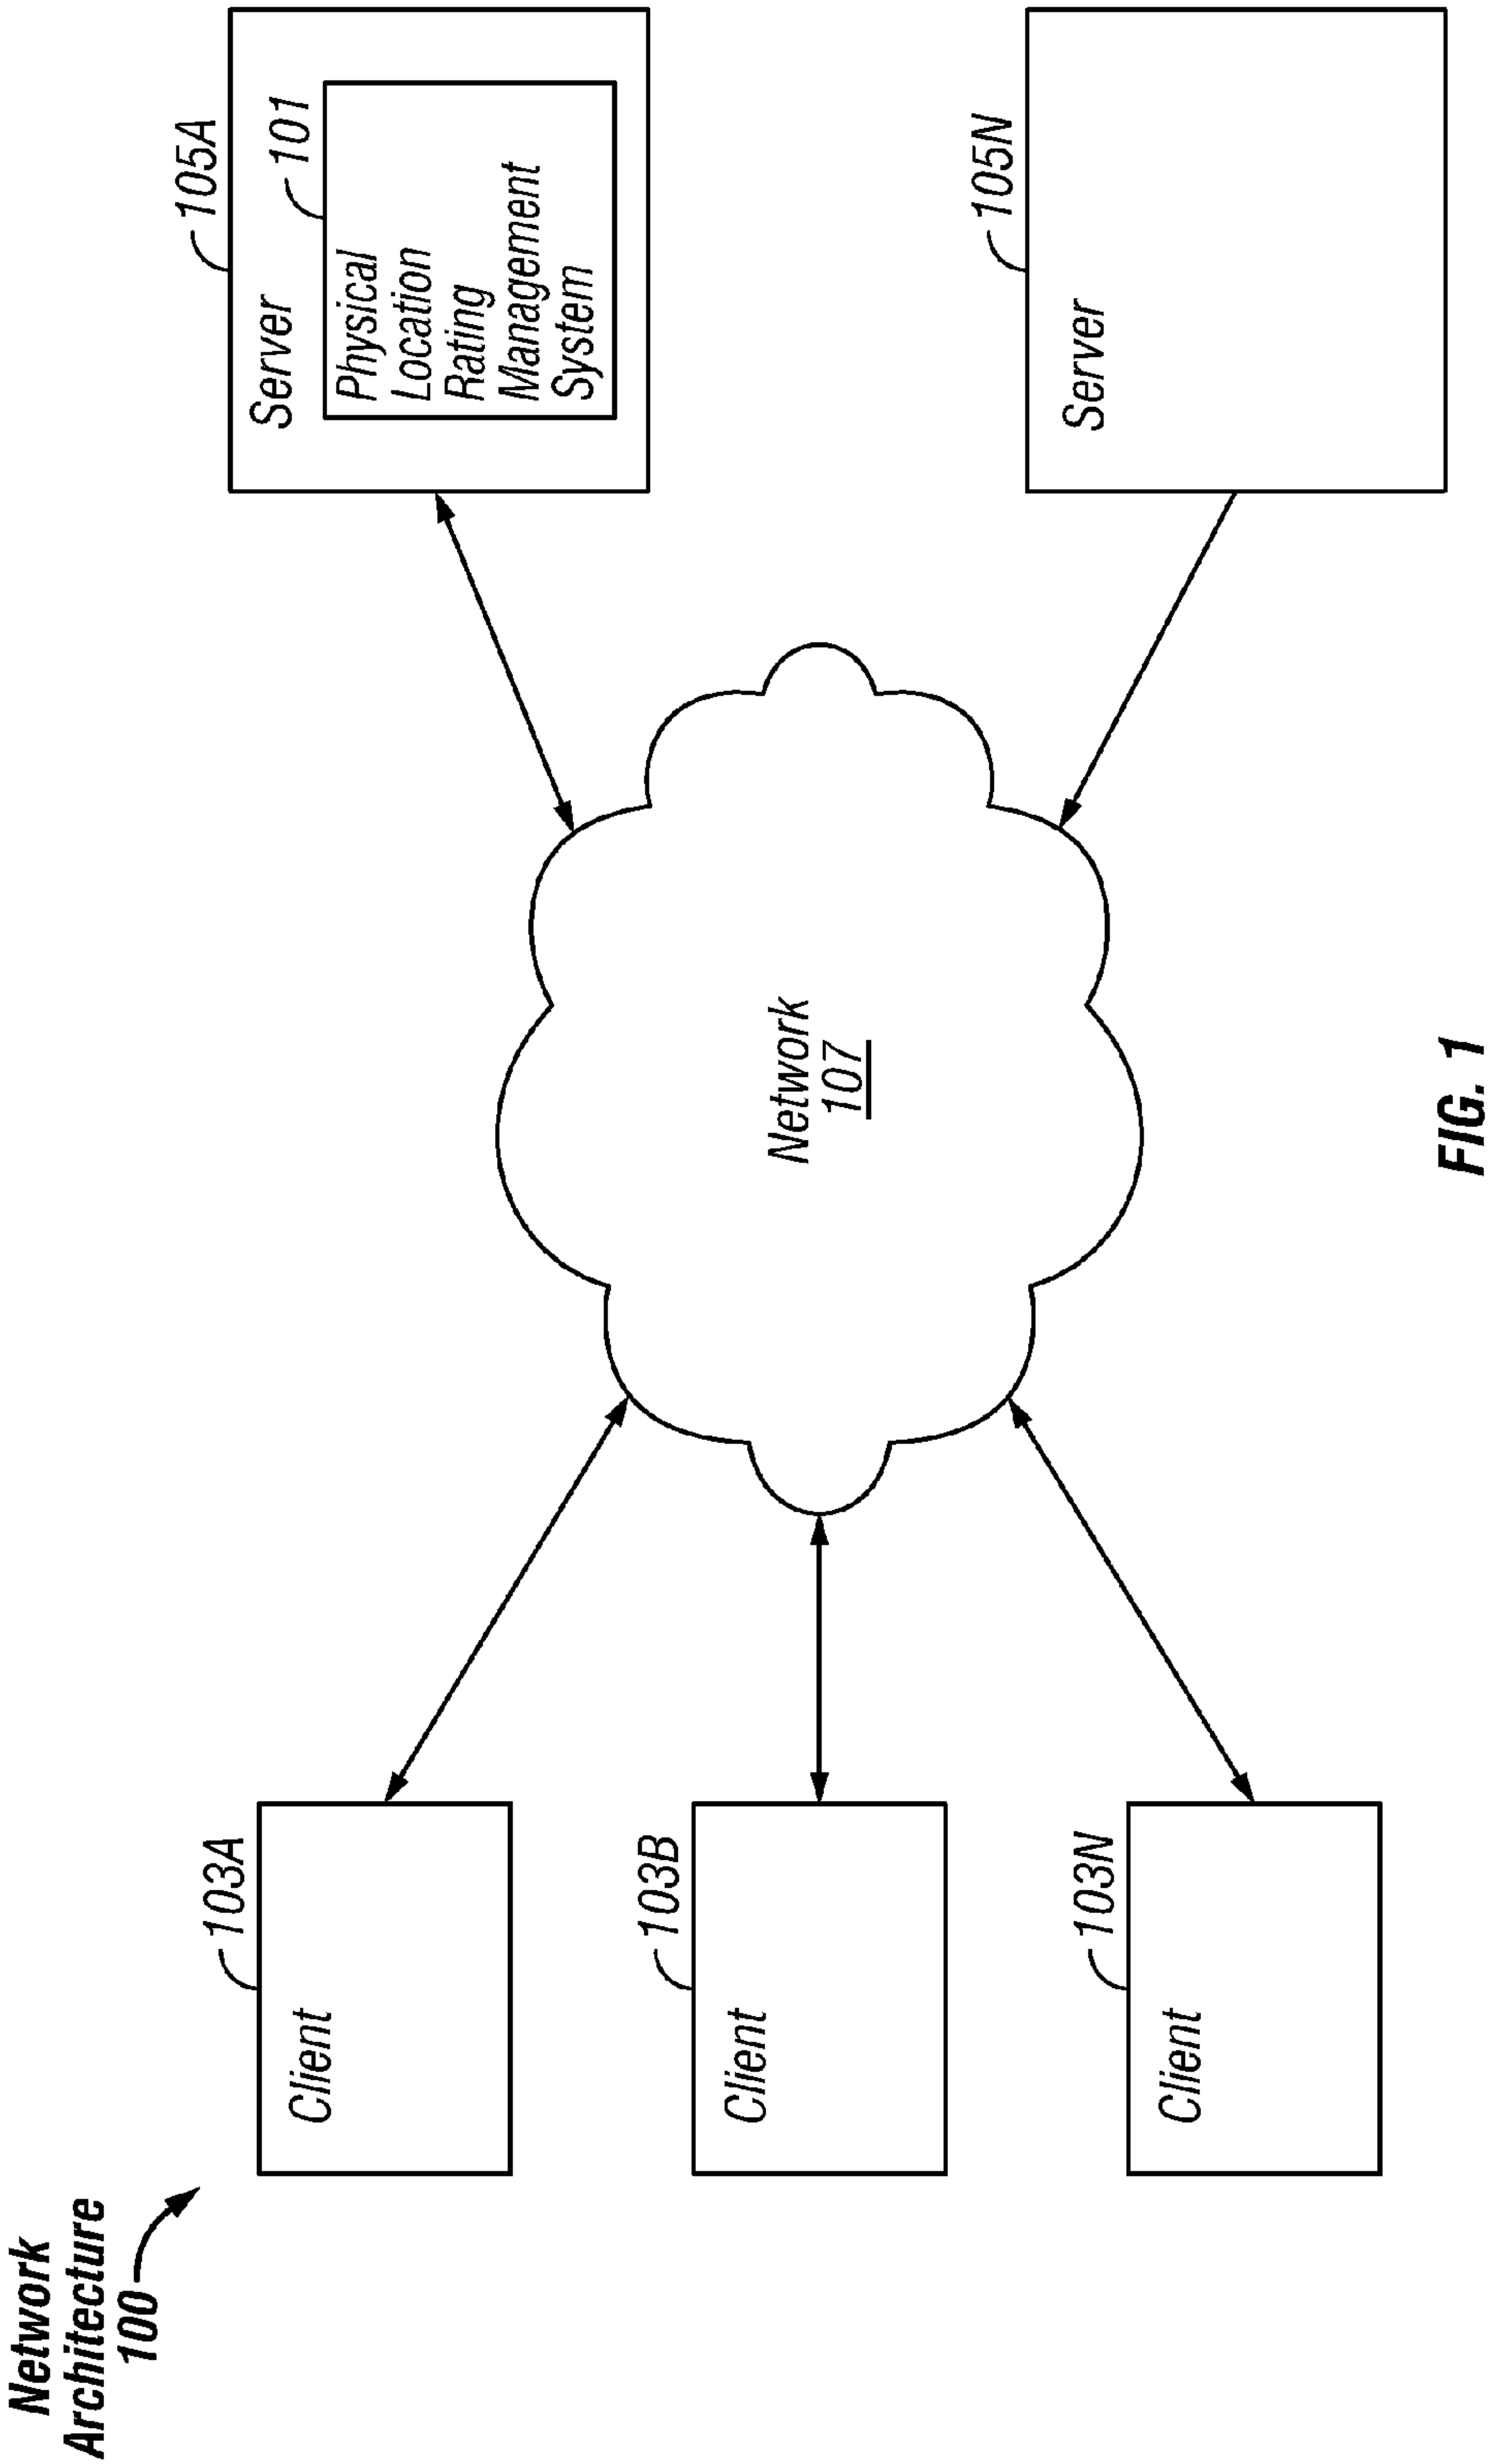 Network
Architecture
100
103A
Client
103B
Client
103N
Client
Network
107
105A
Server
101
Physical
Location
Rating
Management
System
105N
Server
FIG. 1